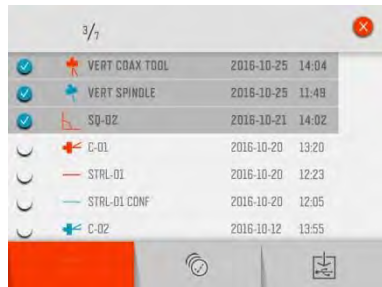 3/7
VERT COAX TOOL 2016-10-25 14:04
VERT SPINDLE 2016-10-25 11:49
SQ-02 2016-10-21 14:02
C-01 2016-10-20 13:20
STRL-01 2016-10-20 12:23
STRL-01 CONF 2016-10-20 12:05
C-02 2016-10-12 13:55